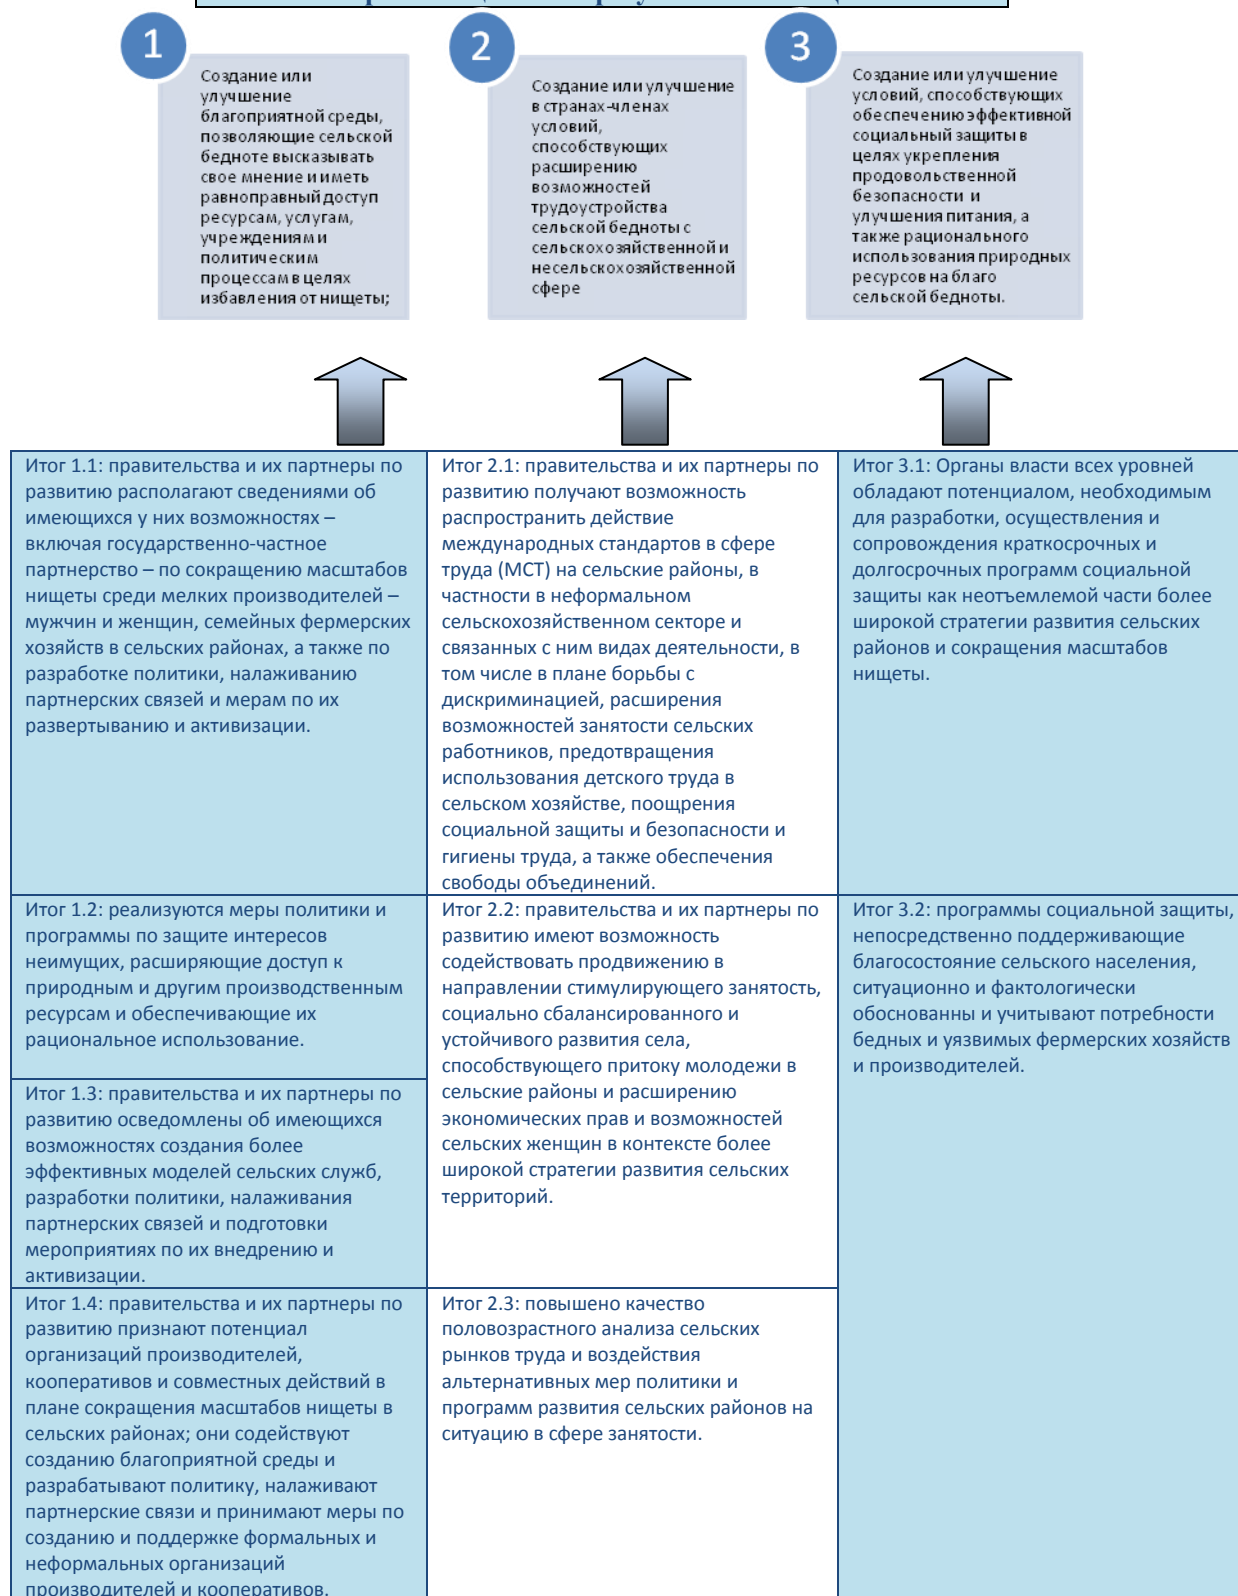 1
Создание или
улучшение
благоприятной среды,
позволяющие сельской
бедноте высказывать
свое мнение и иметь
равноправный доступ
ресурсам, услугам,
учреждениям и
политическим
процессам в целях
избавления от нищеты;
2
Создание или улучшение
в странах-членах
условий,
способствующих
расширению
возможностей
трудоустройства
сельской бедноты с
сельскохозяйственной и
несельскохозяйственной
сфере
3
Создание или улучшение
условий, способствующих
обеспечению эффективной
социальный защиты в
целях укрепления
продовольственной
безопасности и
улучшения питания, а
также рационального
использования природных
ресурсов на благо
сельской бедноты.
Итог 1.1: правительства и их партнеры по
развитию располагают сведениями об
имеющихся у них возможностях –
включая государственно-частное
партнерство – по сокращению масштабов
нищеты среди мелких производителей –
мужчин и женщин, семейных фермерских
хозяйств в сельских районах, а также по
разработке политики, налаживанию
партнерских связей и мерам по их
развертыванию и активизации.
Итог 2.1: правительства и их партнеры по
развитию получают возможность
распространить действие
международных стандартов в сфере
труда (МСТ) на сельские районы, в
частности в неформальном
сельскохозяйственном секторе и
связанных с ним видах деятельности, в
том числе в плане борьбы с
дискриминацией, расширения
возможностей занятости сельских
работников, предотвращения
использования детского труда в
сельском хозяйстве, поощрения
социальной защиты и безопасности и
гигиены труда, а также обеспечения
свободы объединений.
Итог 3.1: Органы власти всех уровней
обладают потенциалом, необходимым
для разработки, осуществления и
сопровождения краткосрочных и
долгосрочных программ социальной
защиты как неотъемлемой части более
широкой стратегии развития сельских
районов и сокращения масштабов
нищеты.
Итог 1.2: реализуются меры политики и
программы по защите интересов
неимущих, расширяющие доступ к
природным и другим производственным
ресурсам и обеспечивающие их
рациональное использование.
Итог 2.2: правительства и их партнеры по
развитию имеют возможность
содействовать продвижению в
направлении стимулирующего занятость,
социально сбалансированного и
устойчивого развития села,
способствующего притоку молодежи в
сельские районы и расширению
экономических прав и возможностей
сельских женщин в контексте более
широкой стратегии развития сельских
территорий.
Итог 3.2: программы социальной защиты,
непосредственно поддерживающие
благосостояние сельского населения,
ситуационно и фактологически
обоснованны и учитывают потребности
бедных и уязвимых фермерских хозяйств
и производителей.
Итог 1.3: правительства и их партнеры по
развитию осведомлены об имеющихся
возможностях создания более
эффективных моделей сельских служб,
разработки политики, налаживания
партнерских связей и подготовки
мероприятиях по их внедрению и
активизации.
Итог 1.4: правительства и их партнеры по
развитию признают потенциал
организаций производителей,
кооперативов и совместных действий в
плане сокращения масштабов нищеты в
сельских районах; они содействуют
созданию благоприятной среды и
разрабатывают политику, налаживают
партнерские связи и принимают меры по
созданию и поддержке формальных и
неформальных организаций
производителей и кооперативов.
Итог 2.3: повышено качество
половозрастного анализа сельских
рынков труда и воздействия
альтернативных мер политики и
программ развития сельских районов на
ситуацию в сфере занятости.